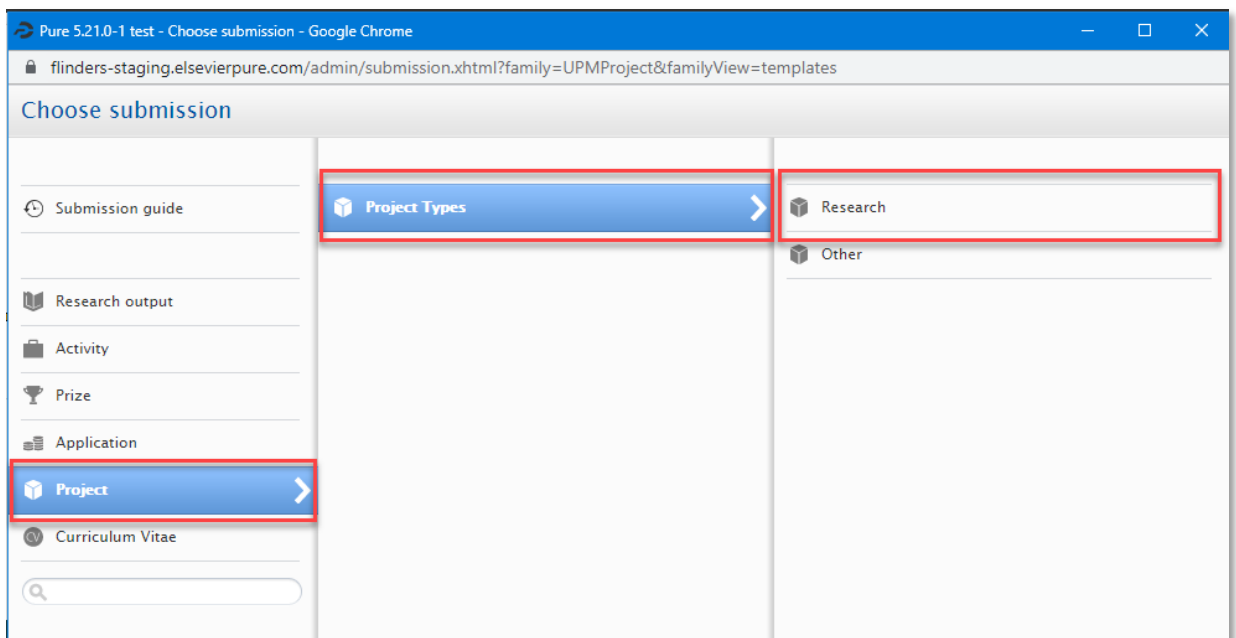 Pure 5.21.0-1 test - Choose submission - Google Chrome
flinders-staging.elsevierpure.com/admin/submission.xhtml?family=UPMProject&familyView=templates
Choose submission
Submission guide
Research output
Activity
Prize
Application
Project
CV Curriculum Vitae
Project Types
Research
Other